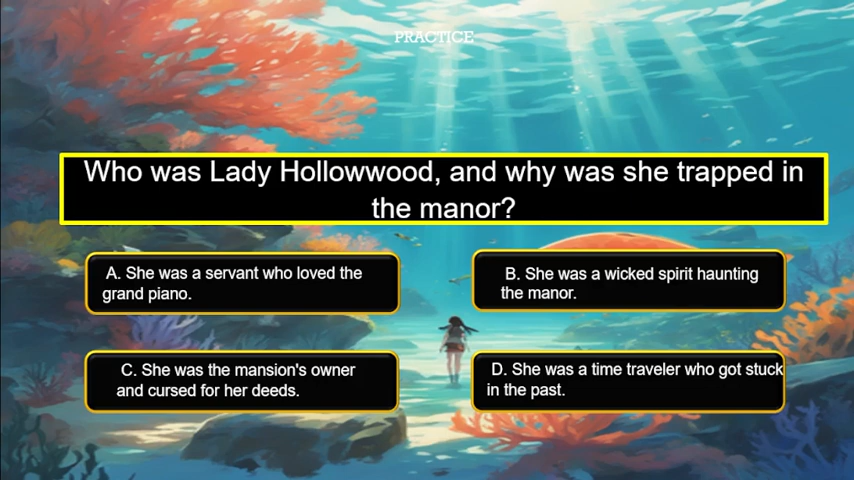 PRACTICE
Who was Lady Hollowwood, and why was she trapped in
the manor?
A. She was a servant who loved the
grand piano.
B. She was a wicked spirit haunting
the manor.
C. She was the mansion's owner
and cursed for her deeds.
D. She was a time traveler who got stuck
in the past.